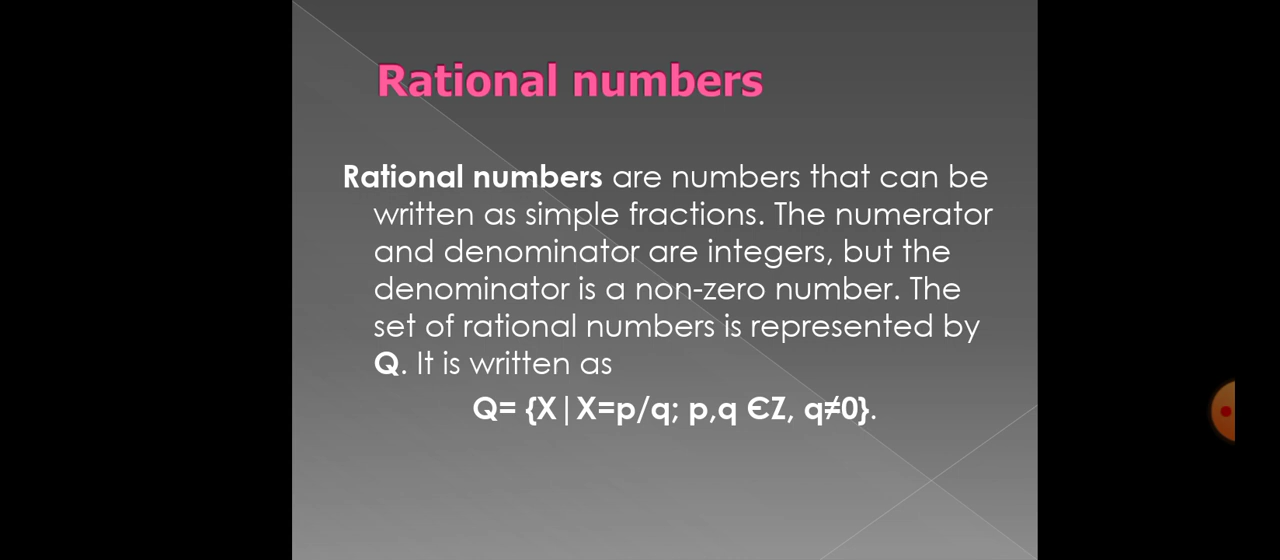 Rational numbers
Rational numbers are numbers that can be
written as simple fractions. The numerator
and denominator are integers, but the
denominator is a non-zero number. The
set of rational numbers is represented by
Q. It is written as
Q= {X|X=p/q; p,q ЄZ, q≠0}.